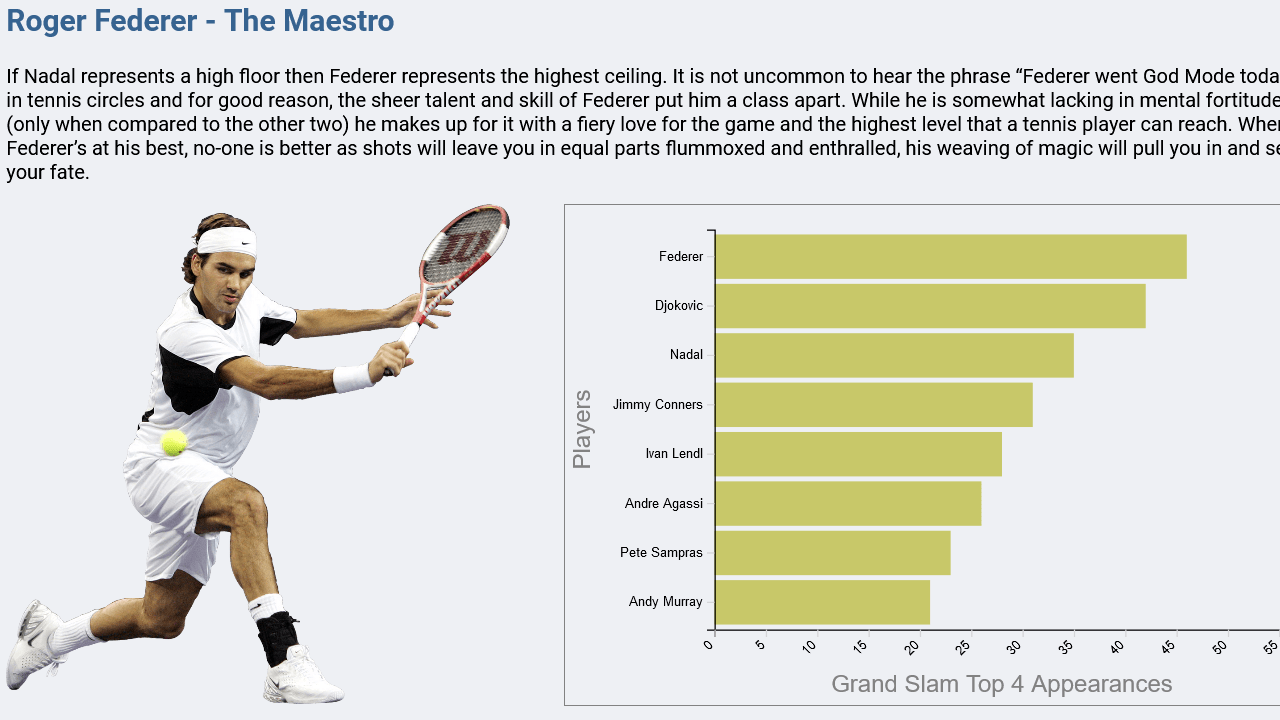 Roger Federer - The Maestro
If Nadal represents a high floor then Federer represents the highest ceiling. It is not uncommon to hear the phrase “Federer went God Mode toda
in tennis circles and for good reason, the sheer talent and skill of Federer put him a class apart. While he is somewhat lacking in mental fortitude
(only when compared to the other two) he makes up for it with a fiery love for the game and the highest level that a tennis player can reach. When
Federer’s at his best, no-one is better as shots will leave you in equal parts flummoxed and enthralled, his weaving of magic will pull you in and se
your fate.
Players
Federer
Djokovic
Nadal
Jimmy Conners
Ivan Lendl
Andre Agassi
Pete Sampras
Andy Murray
0 5 10 15 20 25 30 35 40 45 50 55
Grand Slam Top 4 Appearances